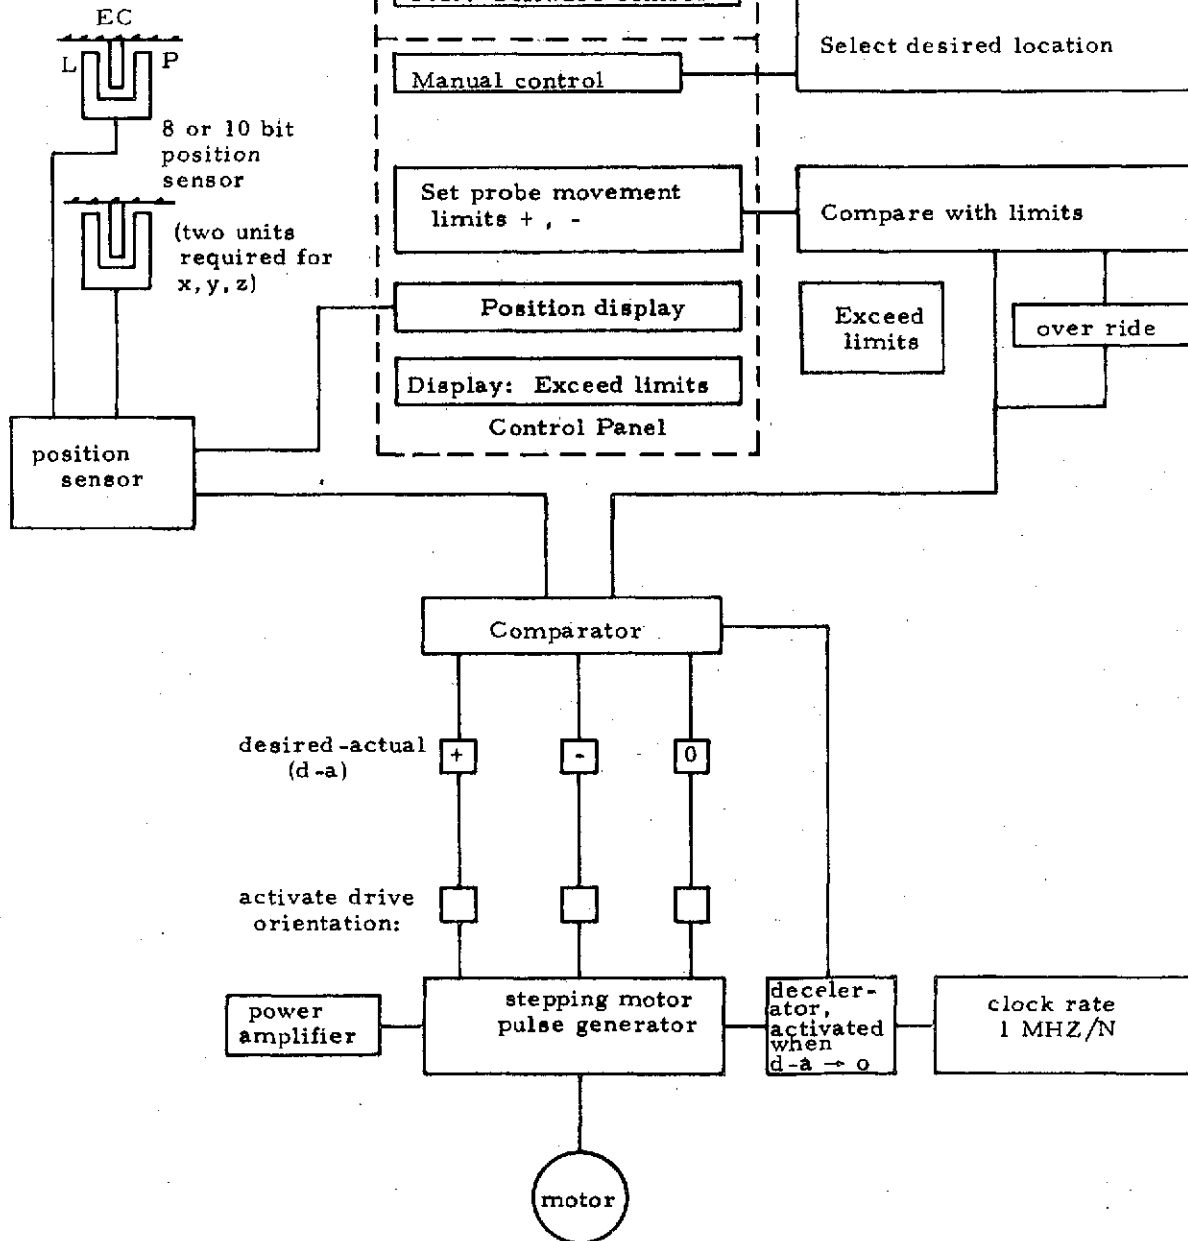 EC
L P
8 or 10 bit
position
sensor
(two units
required for
x, y, z)
position
sensor
Manual control
Set probe movement
limits + , -
Position display
Display: Exceed limits
Control Panel
Select desired location
Compare with limits
Exceed
limits
over ride
Comparator
desired-actual
(d-a)
+ - 0
activate drive
orientation:
power
amplifier
stepping motor
pulse generator
deceler-
ator,
activated
when
d-a → o
clock rate
1 MHZ/N
motor